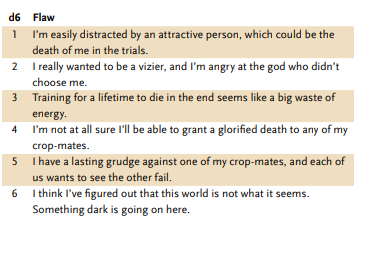 d6 Flaw
1 I'm easily distracted by an attractive person, which could be the
death of me in the trials.
2 I really wanted to be a vizier, and I'm angry at the god who didn't
choose me.
3 Training for a lifetime to die in the end seems like a big waste of
energy.
4 I'm not at all sure I'll be able to grant a glorified death to any of my
crop-mates.
5 I have a lasting grudge against one of my crop-mates, and each of
us wants to see the other fail.
6 I think I've figured out that this world is not what it seems.
Something dark is going on here.